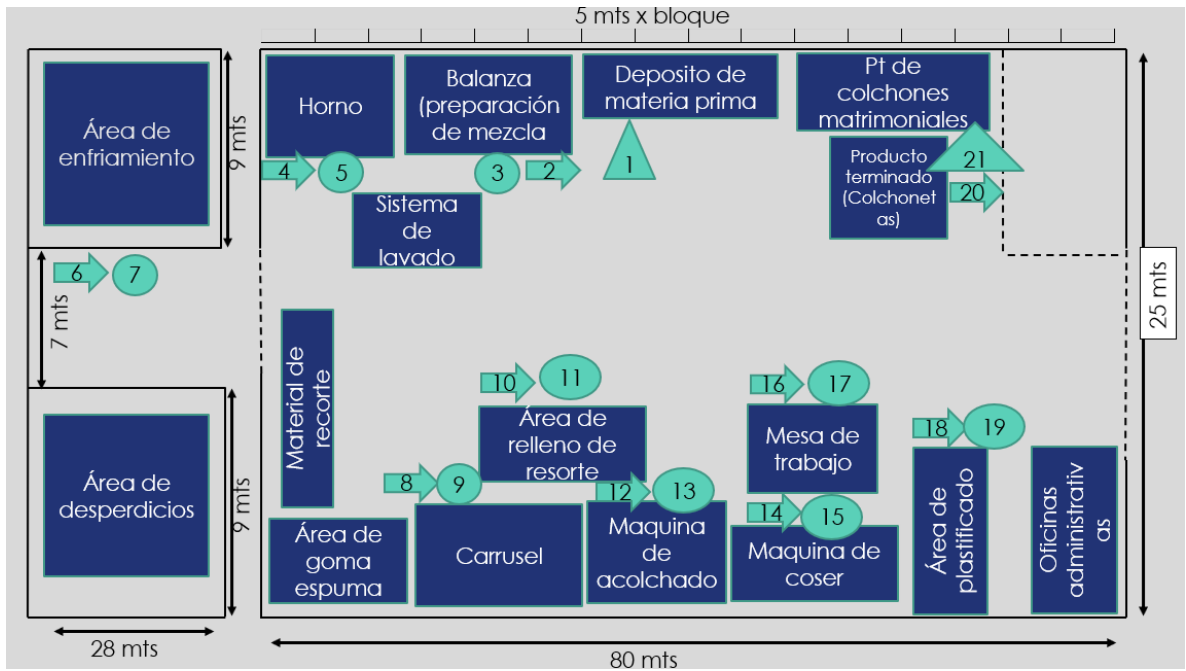 5 mts x bloque
Área de
enfriamiento
9 mts
Horno
Balanza
(preparación
de mezcla
Deposito de
materia prima
Pt de
colchones
matrimoniales
4
5
3
2
1
Producto
terminado
(Colchonet
as)
21
20
Sistema
de
lavado
6
7
7 mts
25 mts
Material de
recorte
10
11
Área de
relleno de
resorte
16
17
Mesa de
trabajo
18
19
Área de
desperdicios
9 mts
8
9
12
13
14
15
Área de
goma
espuma
Carrusel
Maquina
de
acolchado
Maquina de
coser
Área de
plastificado
Oficinas
administrativ
as
28 mts
80 mts